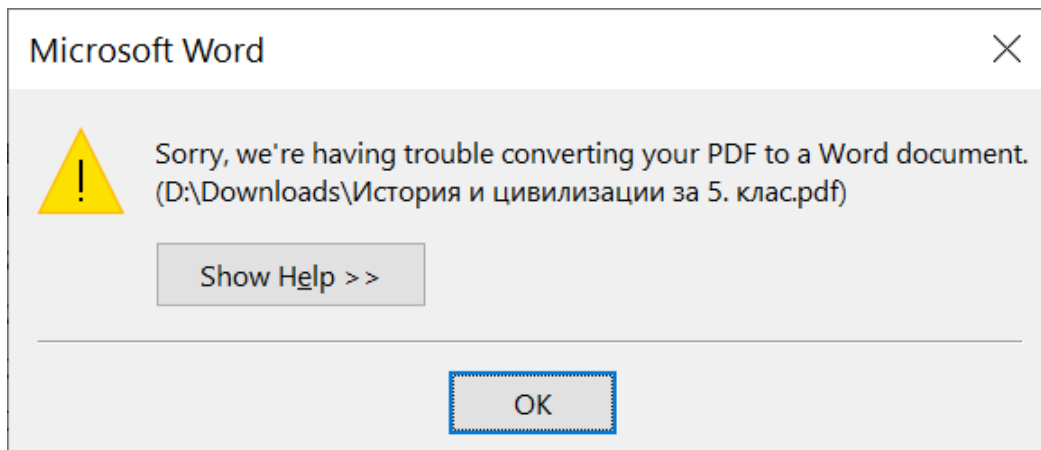 Microsoft Word
Sorry, we're having trouble converting your PDF to a Word document.
(D:\Downloads\История и цивилизации за 5. клас.pdf)
Show Help >>
OK